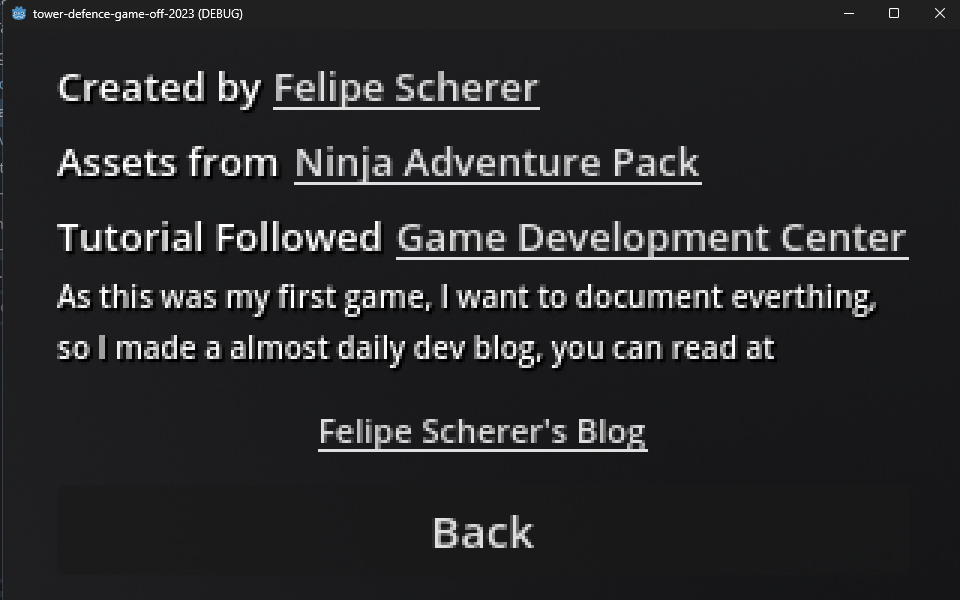 tower-defence-game-off-2023 (DEBUG)
Created by Felipe Scherer
Assets from Ninja Adventure Pack
Tutorial Followed Game Development Center
As this was my first game, I want to document everthing,
so I made a almost daily dev blog, you can read at
Felipe Scherer's Blog
Back